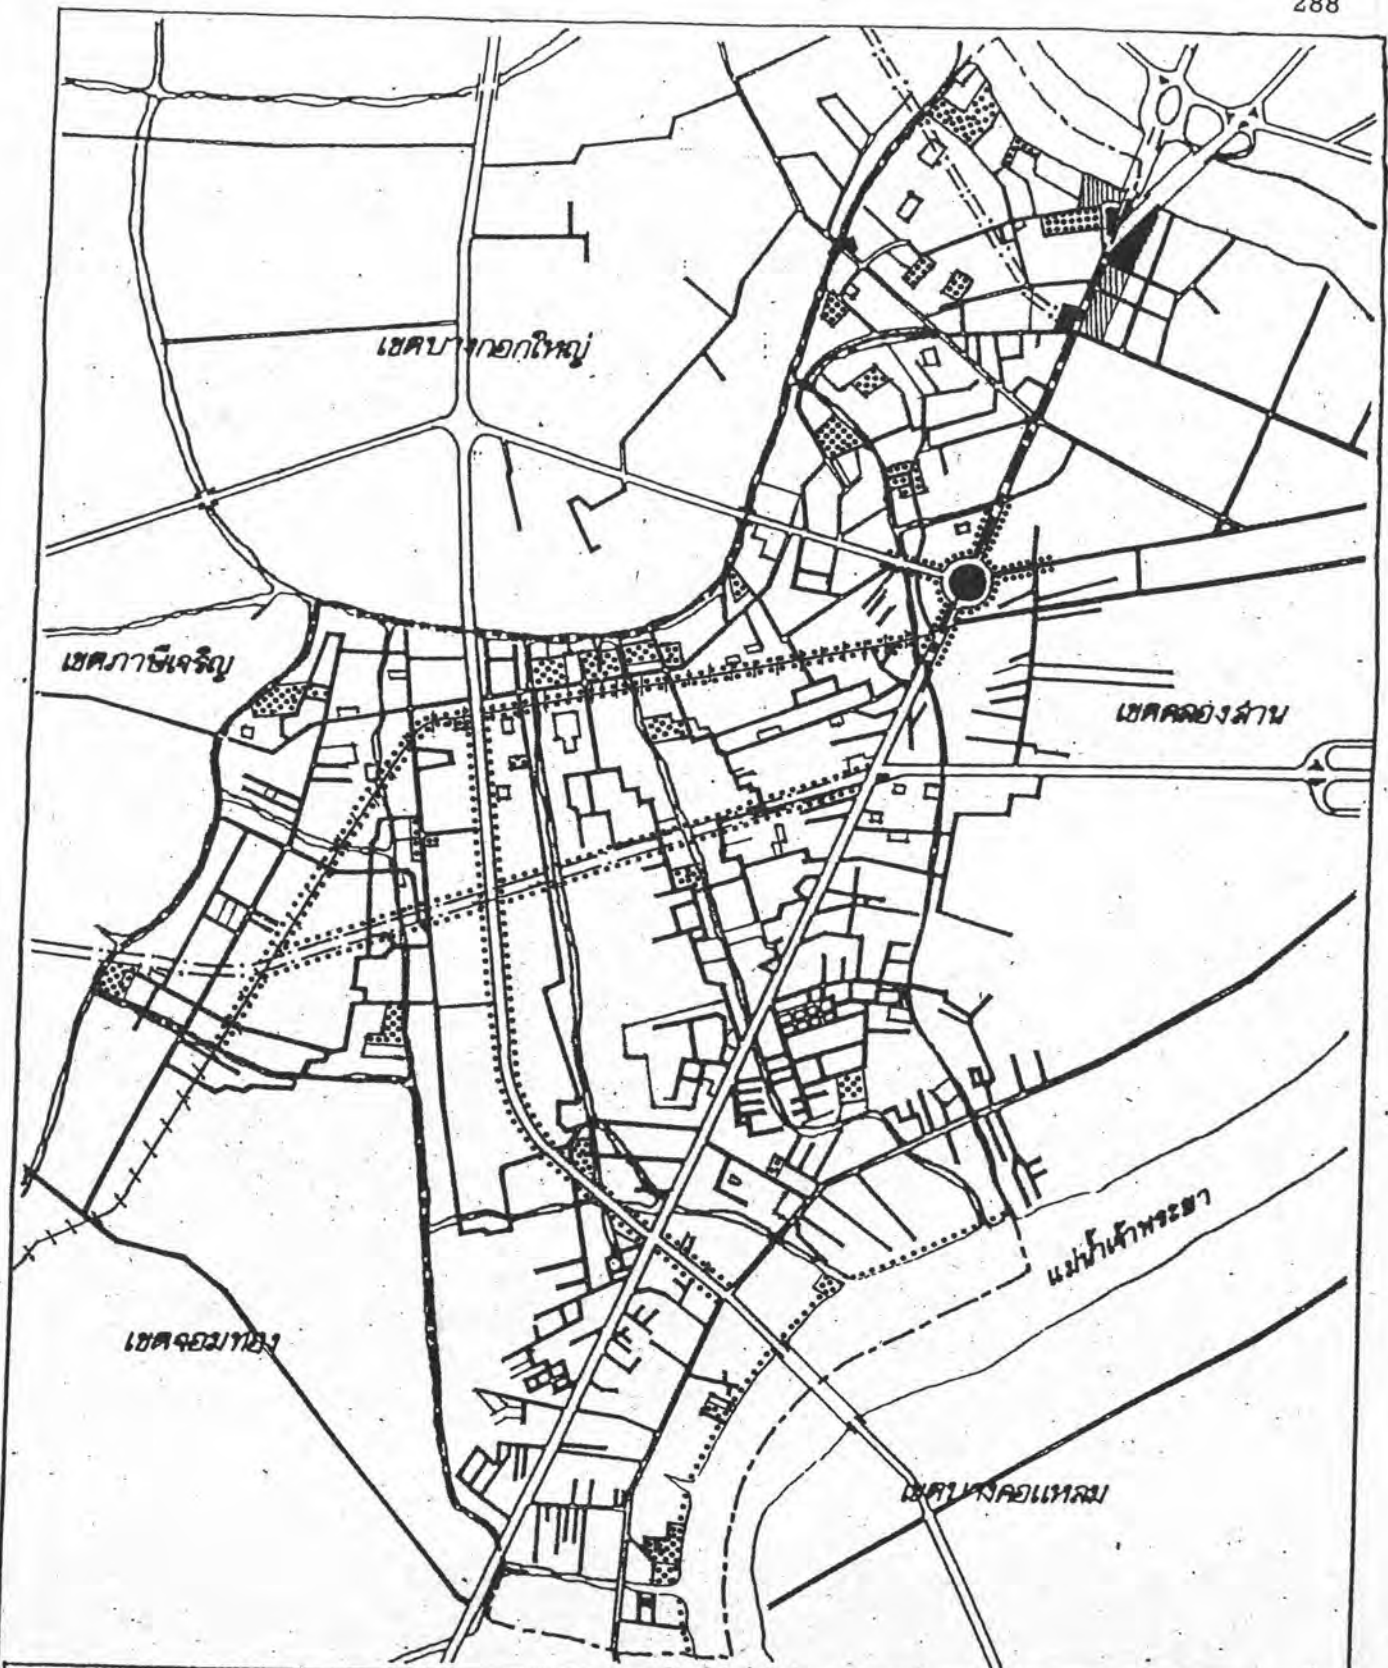 288
เขตบางกอกใหญ่
เขตภาษีเจริญ
เขตคลองสาน
แม่น้ำเจ้าพระยา
เขตจอมทอง
เขตบางคอแหลม